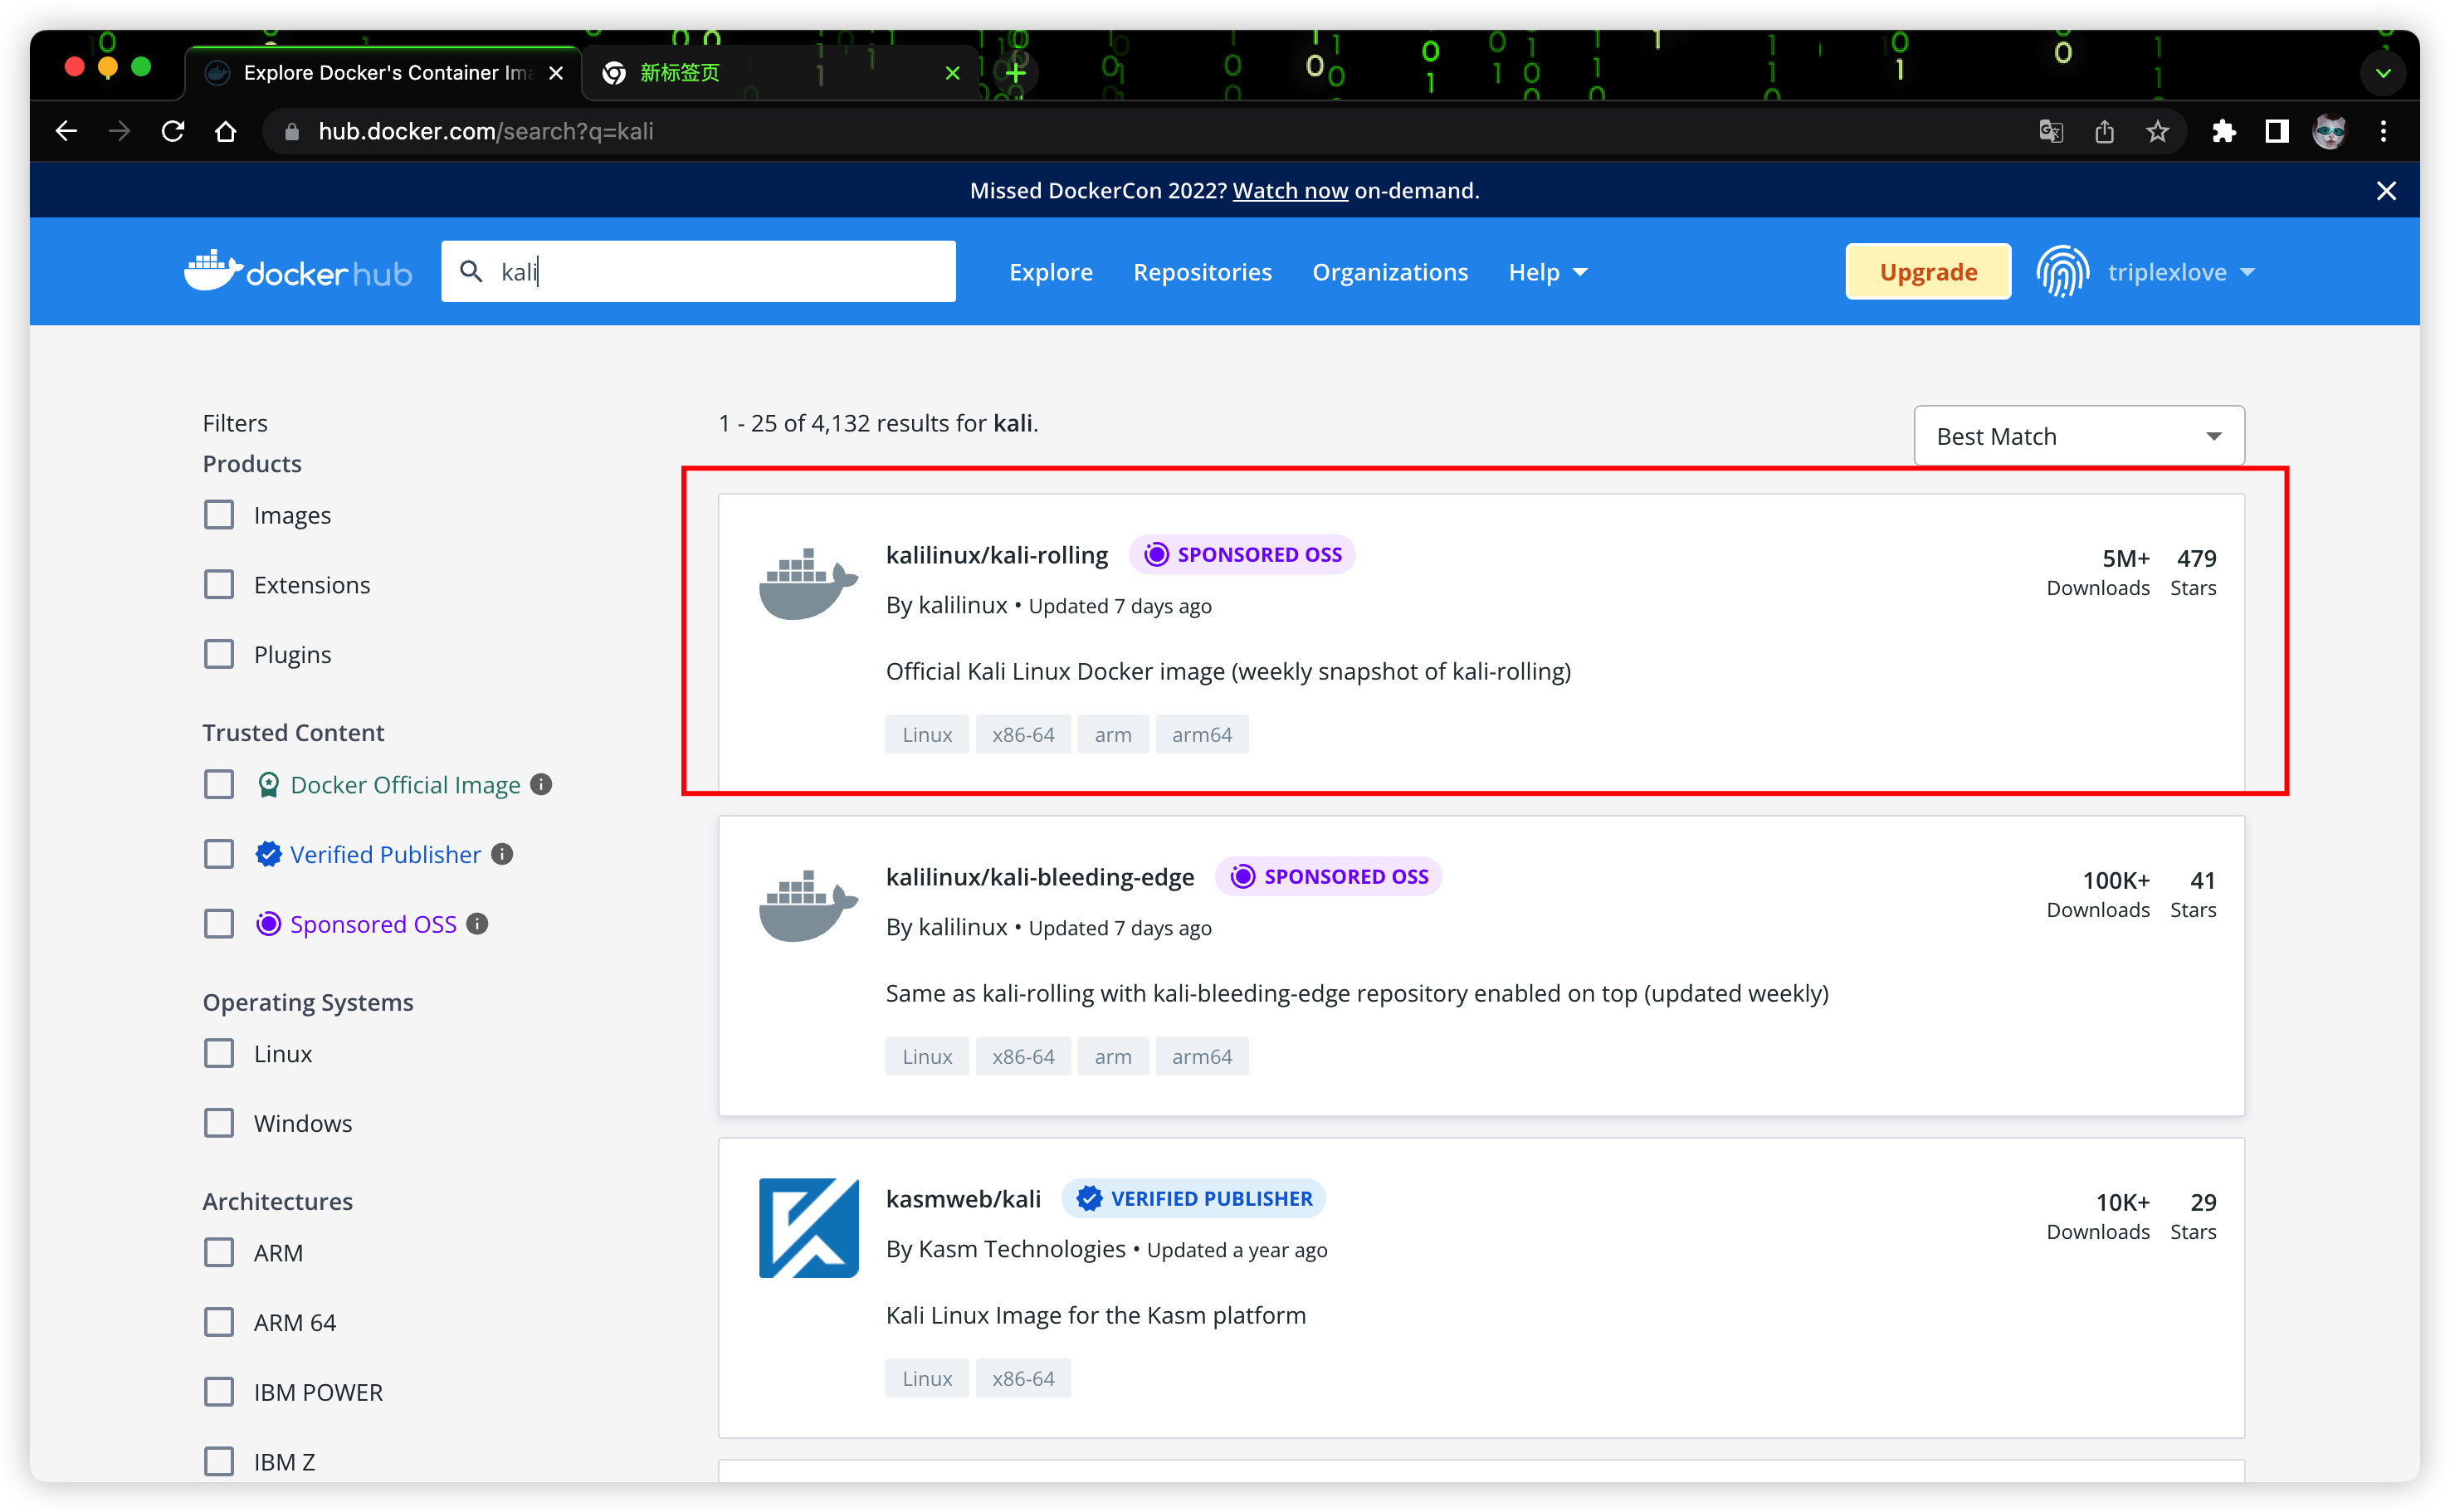 Explore Docker's Container Ima
新标签页
hub.docker.com/search?q=kali
Missed DockerCon 2022? Watch now on-demand.
dockerhub
kali
Explore
Repositories
Organizations
Help
Upgrade
triplexlove
Filters
Products
Images
Extensions
Plugins
Trusted Content
Docker Official Image
Verified Publisher
Sponsored OSS
Operating Systems
Linux
Windows
Architectures
ARM
ARM 64
IBM POWER
IBM Z
1 - 25 of 4,132 results for kali.
Best Match
kalilinux/kali-rolling SPONSORED OSS
By kalilinux • Updated 7 days ago
Official Kali Linux Docker image (weekly snapshot of kali-rolling)
Linux x86-64 arm arm64
5M+ 479
Downloads Stars
kalilinux/kali-bleeding-edge SPONSORED OSS
By kalilinux • Updated 7 days ago
Same as kali-rolling with kali-bleeding-edge repository enabled on top (updated weekly)
Linux x86-64 arm arm64
100K+ 41
Downloads Stars
kasmweb/kali VERIFIED PUBLISHER
By Kasm Technologies • Updated a year ago
Kali Linux Image for the Kasm platform
Linux x86-64
10K+ 29
Downloads Stars